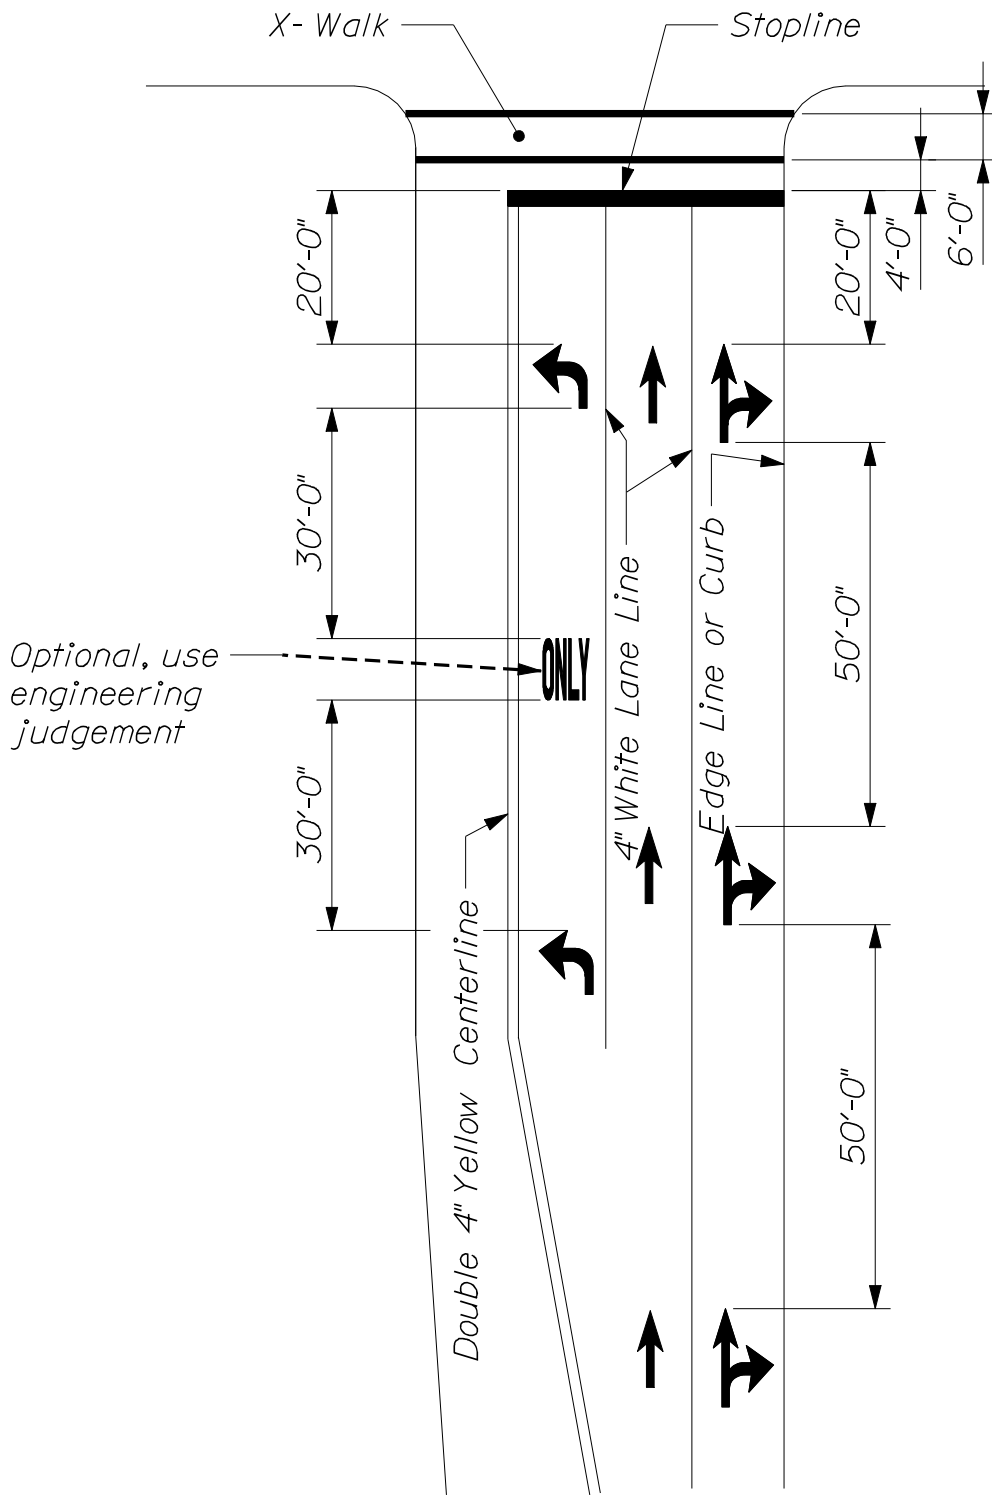 X- Walk
Stopline
20'-0"
20'-0"
4'-0"
6'-0"
30'-0"
50'-0"
Optional, use
engineering
judgement
ONLY
4" White Lane Line
Edge Line or Curb
30'-0"
Double 4" Yellow Centerline
50'-0"